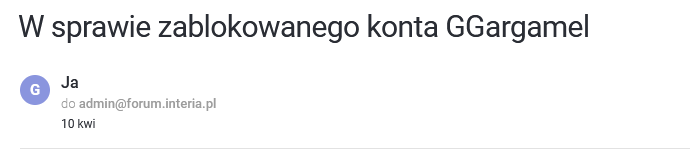 W sprawie zablokowanego konta GGargamel
G
Ja
do admin@forum.interia.pl
10 kwi